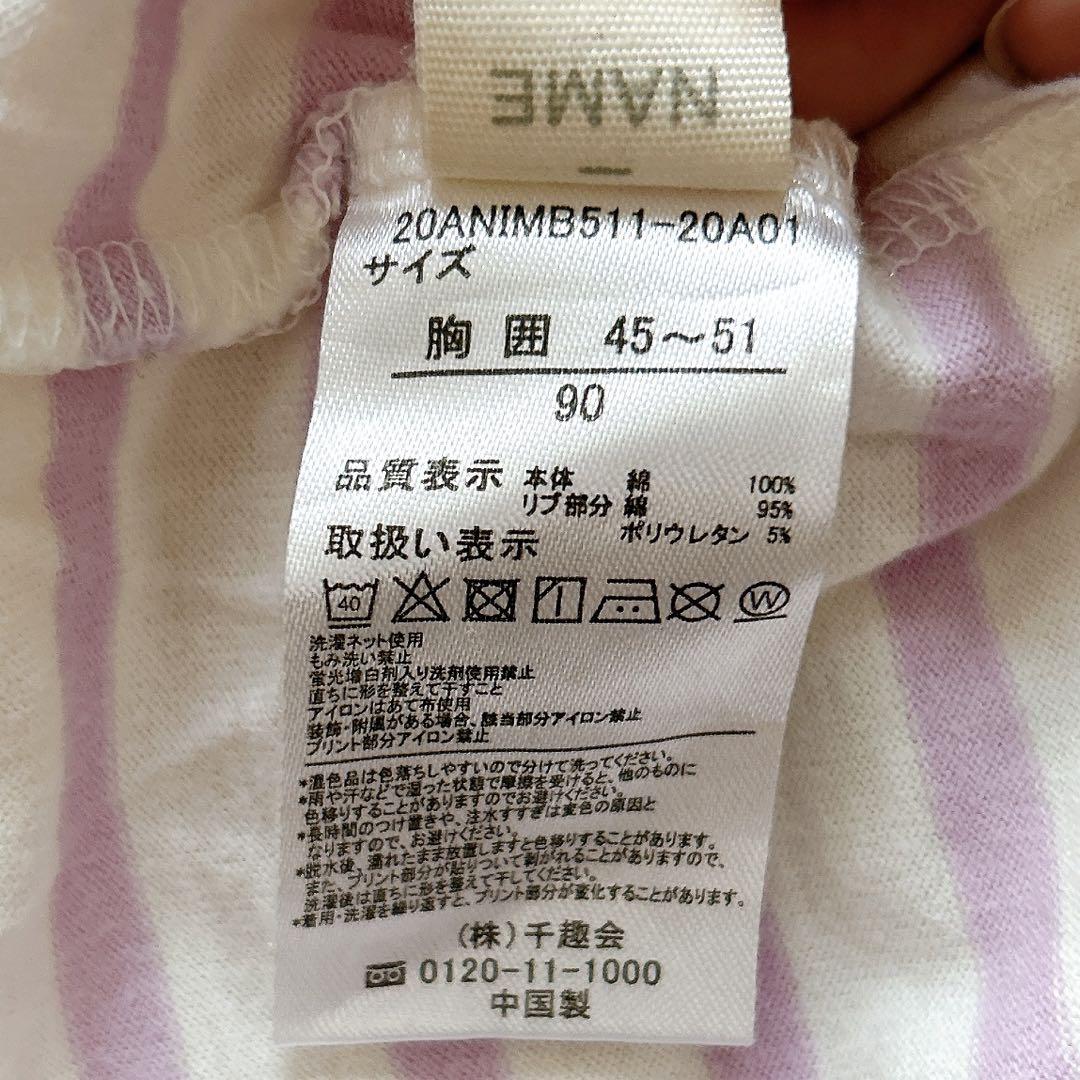 NAME
20ANIMB511-20A01
サイズ
胸囲 45～51
90
品質表示 本体 綿 100%
リブ部分 綿 95%
ポリウレタン 5%
取扱い表示
40
洗濯ネット使用
もみ洗い禁止
蛍光増白剤入り洗剤使用禁止
直ちに形を整えて干すこと
アイロンはあて布使用
装飾・附属がある場合、該当部分アイロン禁止
プリント部分アイロン禁止
*濃色品は色落ちしやすいので分けて洗ってください。
*雨や汗などで湿った状態で摩擦を受けると、他のものに
色移りすることがありますのでお避けください。
*長時間のつけ置きや、注水すすぎは変色の原因と
なりますので、お避けください。
*脱水後、濡れたまま放置しますと色移りすることがあります。
また、プリント部分が貼りついて剥がれることがありますので、
洗濯後は直ちに形を整えて干してください。
*着用・洗濯を繰り返すと、プリント部分が変化することがあります。
(株)千趣会
0120-11-1000
中国製